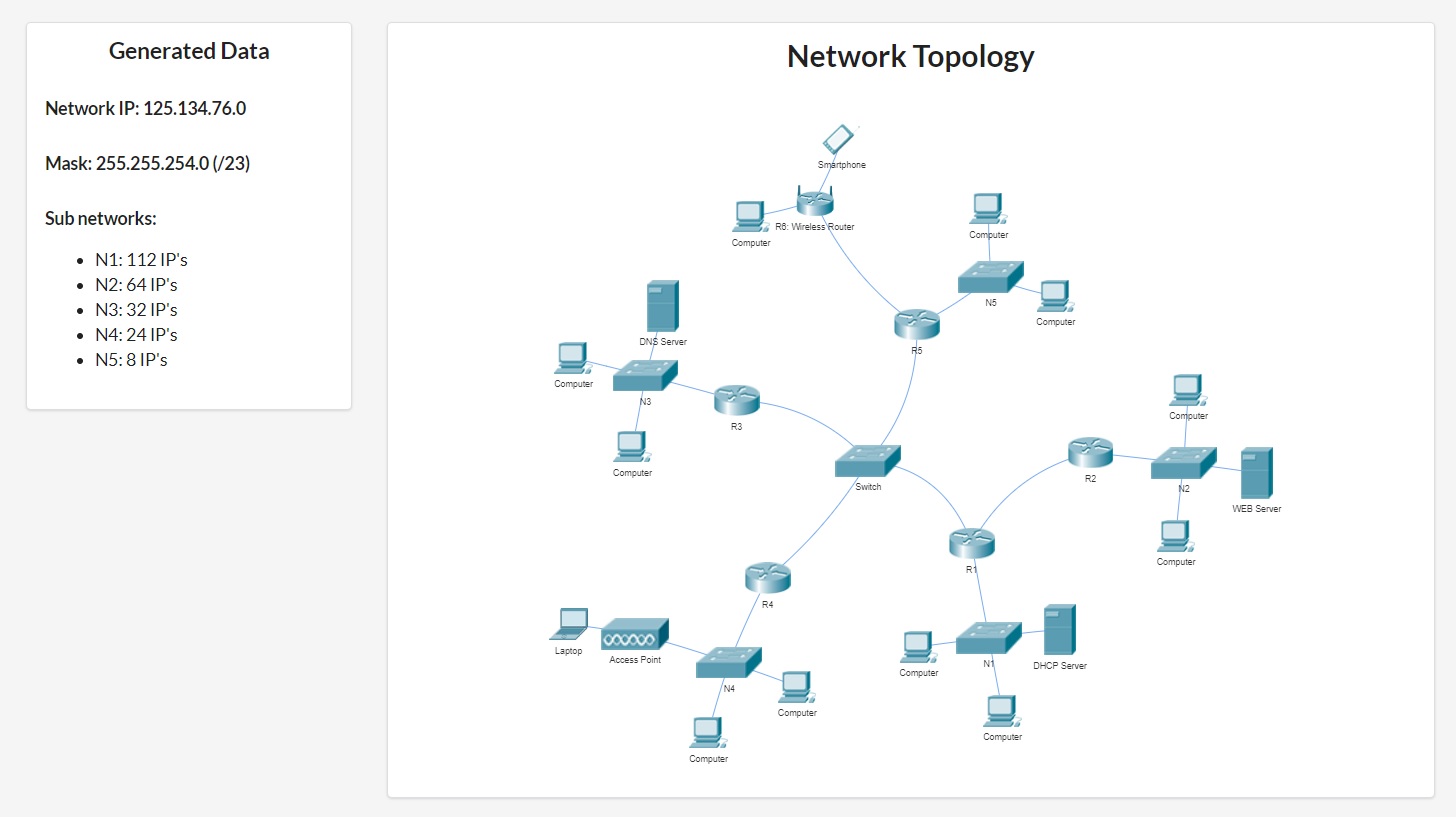 Generated Data
Network IP: 125.134.76.0
Mask: 255.255.254.0 (/23)
Sub networks:
N1: 112 IP's
N2: 64 IP's
N3: 32 IP's
N4: 24 IP's
N5: 8 IP's
Network Topology
Smartphone
R6: Wireless Router
Computer
Computer
N5
Computer
DNS Server
R5
Computer
N3
R3
Computer
Computer
Switch
R2
N2
WEB Server
Computer
R1
R4
Laptop
Access Point
N4
Computer
Computer
N1
DHCP Server
Computer
Computer